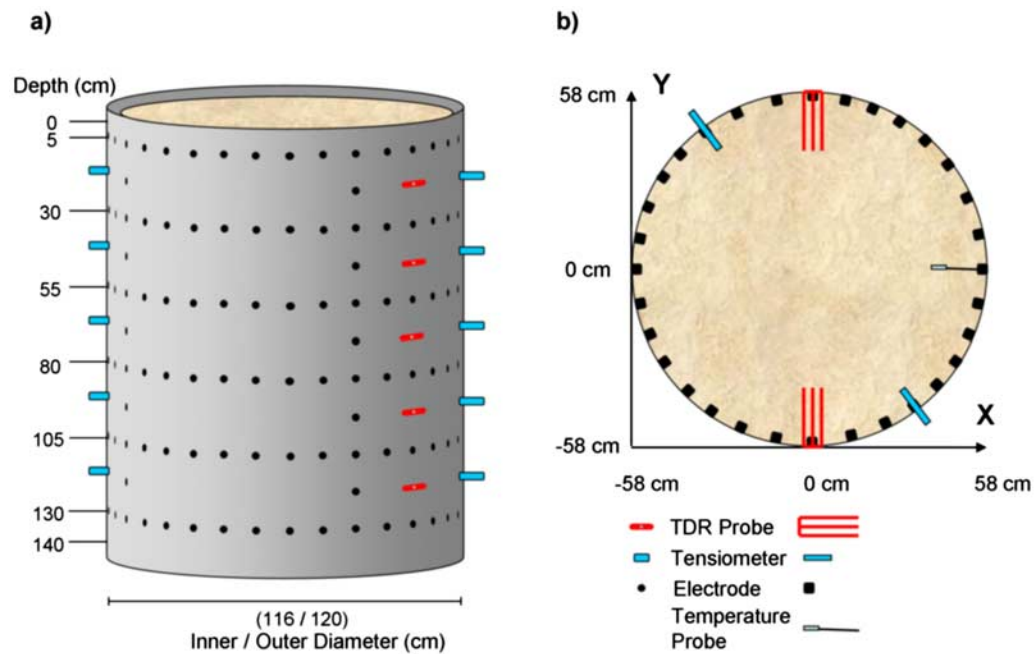 a)
Depth (cm)
0
5
30
55
80
105
130
140
(116 / 120)
Inner / Outer Diameter (cm)
b)
Y
58 cm
0 cm
-58 cm
X
-58 cm 0 cm 58 cm
TDR Probe
Tensiometer
Electrode
Temperature
Probe